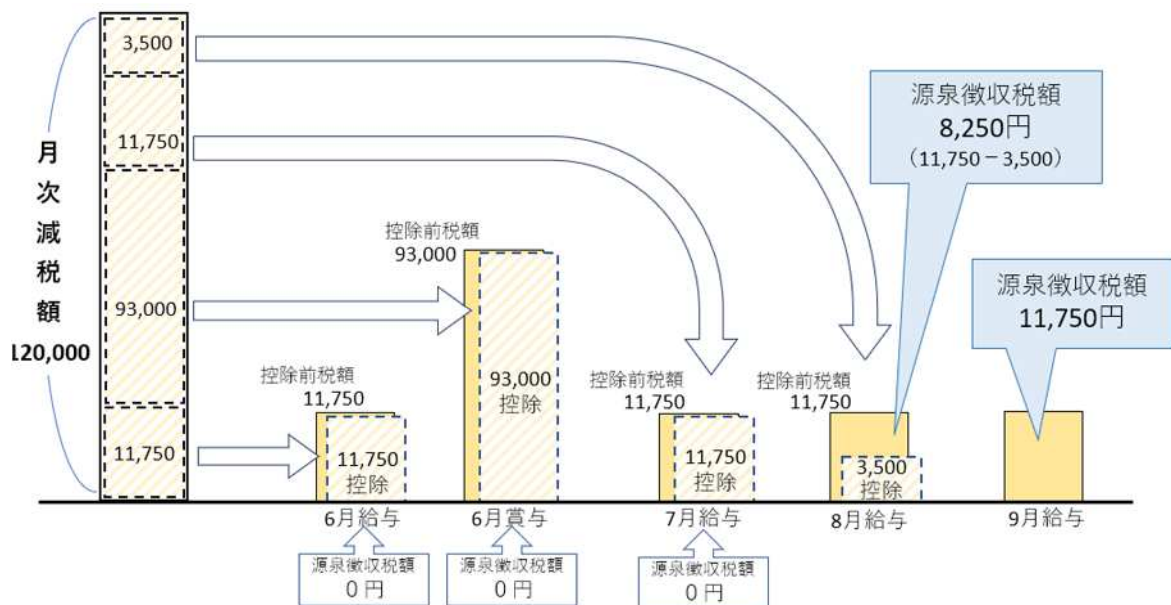 月次減税額
120,000
3,500
11,750
93,000
11,750
控除前税額
11,750
11,750
控除
6月給与
源泉徴収税額
0円
控除前税額
93,000
93,000
控除
6月賞与
源泉徴収税額
0円
控除前税額
11,750
11,750
控除
7月給与
源泉徴収税額
0円
控除前税額
11,750
3,500
控除
8月給与
源泉徴収税額
8,250円
（11,750－3,500）
源泉徴収税額
11,750円
9月給与